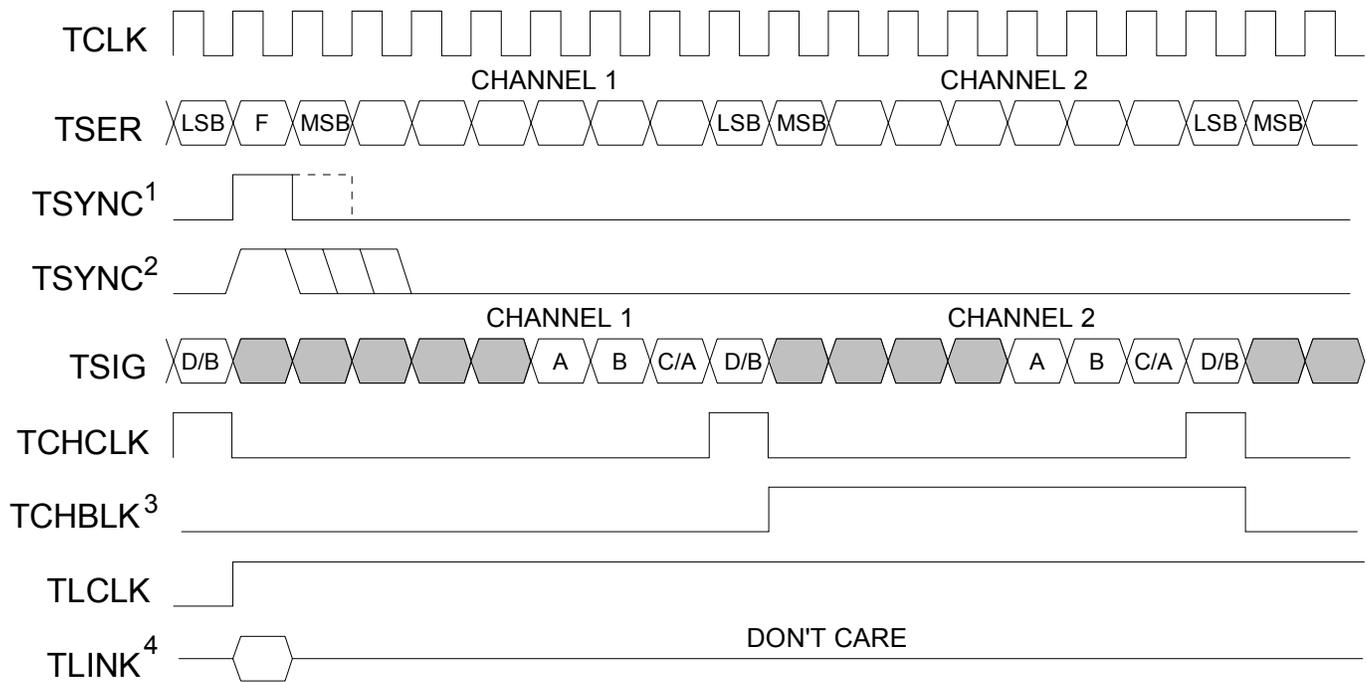 TCLK
CHANNEL 1 CHANNEL 2
TSER LSB F MSB LSB MSB LSB MSB
TSYNC1
TSYNC2
CHANNEL 1 CHANNEL 2
TSIG D/B A B C/A D/B A B C/A D/B
TCHCLK
TCHBLK3
TLCLK
DON'T CARE
TLINK4